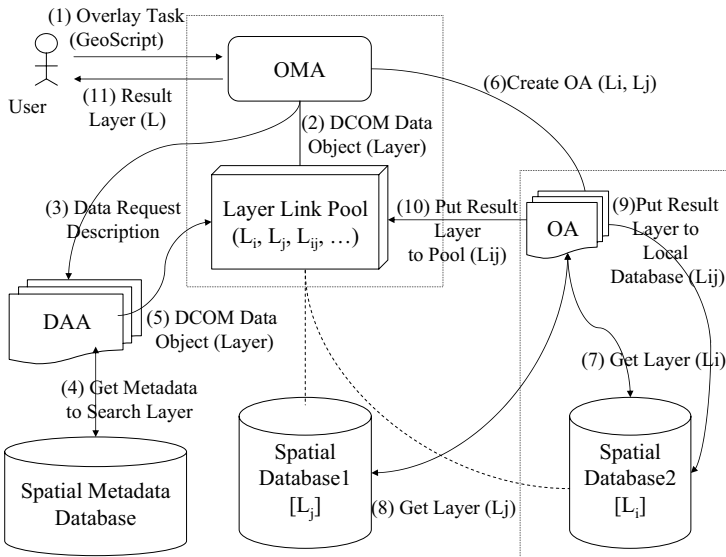 (1) Overlay Task
(GeoScript)
User
(11) Result
Layer (L)
OMA
(6)Create OA (Li, Lj)
(2) DCOM Data
Object (Layer)
(3) Data Request
Description
Layer Link Pool
(Li, Lj, Lij, …)
(10) Put Result
Layer
to Pool (Lij)
OA
(9)Put Result
Layer to
Local
Database (Lij)
DAA
(5) DCOM Data
Object (Layer)
(4) Get Metadata
to Search Layer
(7) Get Layer (Li)
Spatial Metadata
Database
Spatial
Database1
[Lj]
(8) Get Layer (Lj)
Spatial
Database2
[Li]